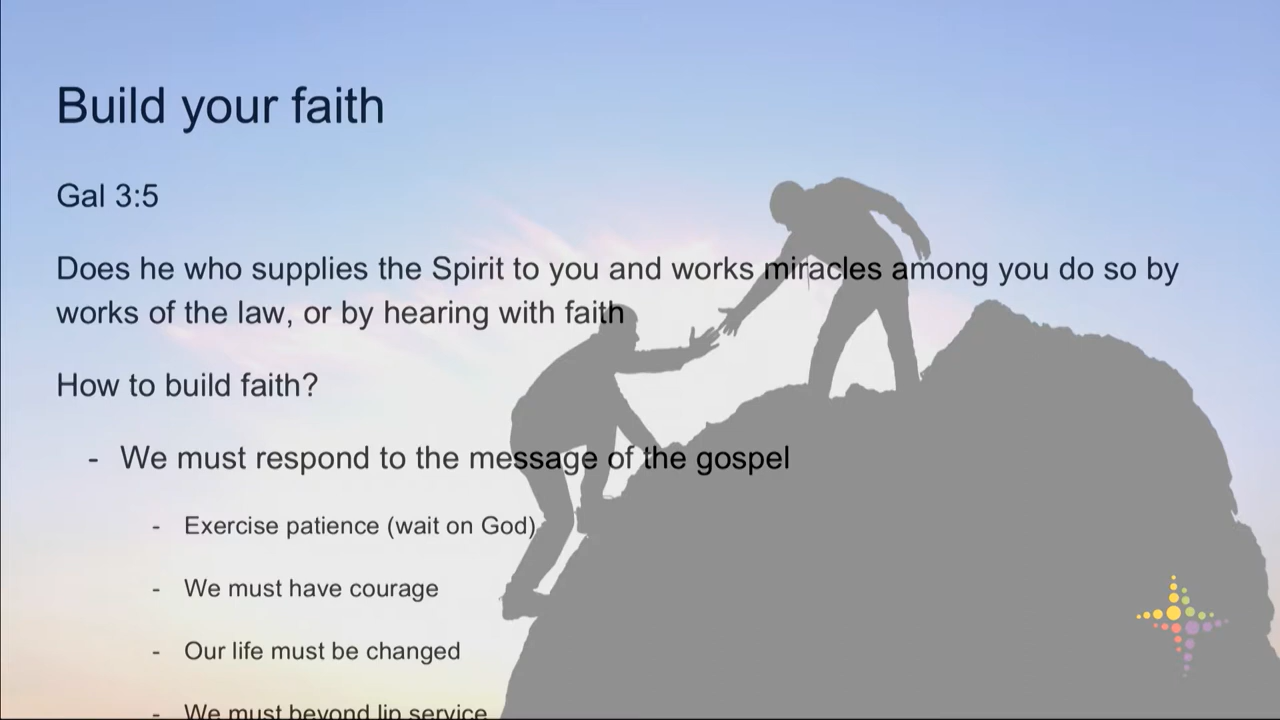 Build your faith
Gal 3:5
Does he who supplies the Spirit to you and works miracles among you do so by
works of the law, or by hearing with faith
How to build faith?
- We must respond to the message of the gospel
- Exercise patience (wait on God)
- We must have courage
- Our life must be changed
- We must beyond lip service